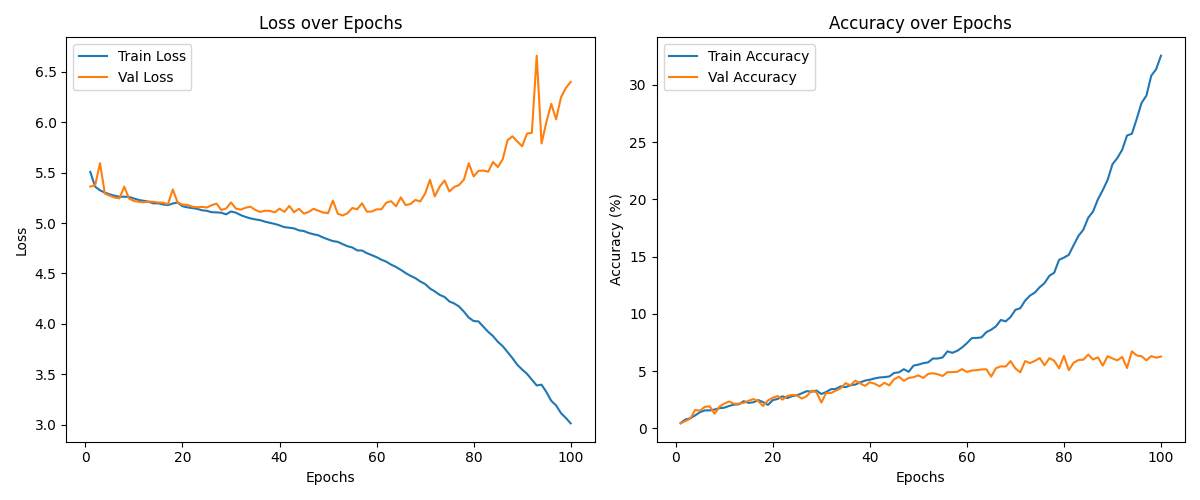 Loss over Epochs
Train Loss
Val Loss
6.5
6.0
5.5
5.0
4.5
4.0
3.5
3.0
Loss
0 20 40 60 80 100
Epochs
Accuracy over Epochs
Train Accuracy
Val Accuracy
30
25
20
15
10
5
0
Accuracy (%)
0 20 40 60 80 100
Epochs